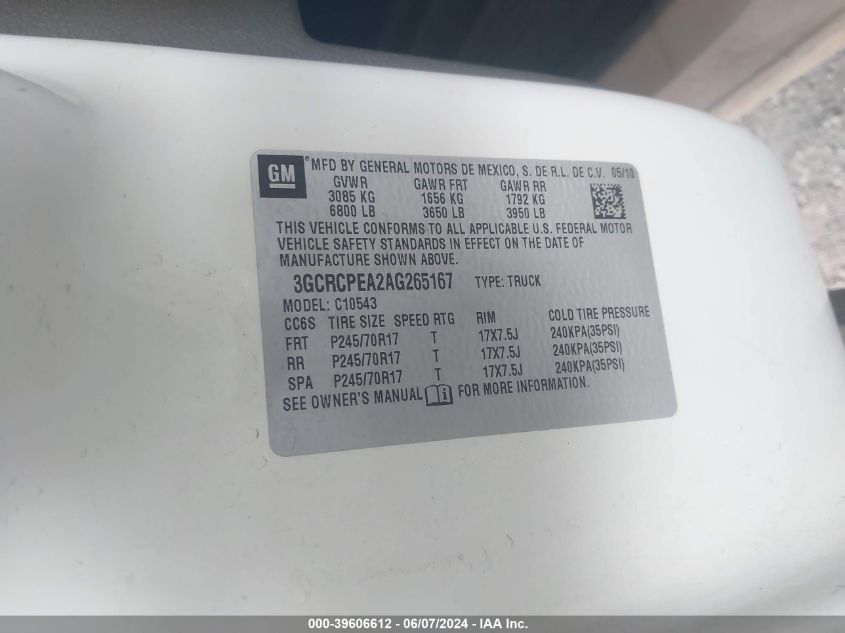 GM *MFD BY GENERAL MOTORS DE MEXICO, S. DE R.L. DE C.V. 05/10
GVWR GAWR FRT GAWR RR
3085 KG 1656 KG 1792 KG
6800 LB 3650 LB 3950 LB
THIS VEHICLE CONFORMS TO ALL APPLICABLE U.S. FEDERAL MOTOR
VEHICLE SAFETY STANDARDS IN EFFECT ON THE DATE OF
MANUFACTURE SHOWN ABOVE.
3GCRCPEA2AG265167 TYPE: TRUCK
MODEL: C10543
CC6S TIRE SIZE SPEED RTG RIM COLD TIRE PRESSURE
FRT P245/70R17 T 17X7.5J 240KPA(35PSI)
RR P245/70R17 T 17X7.5J 240KPA(35PSI)
SPA P245/70R17 T 17X7.5J 240KPA(35PSI)
SEE OWNER'S MANUAL FOR MORE INFORMATION.
000-39606612 - 06/07/2024 - IAA Inc.